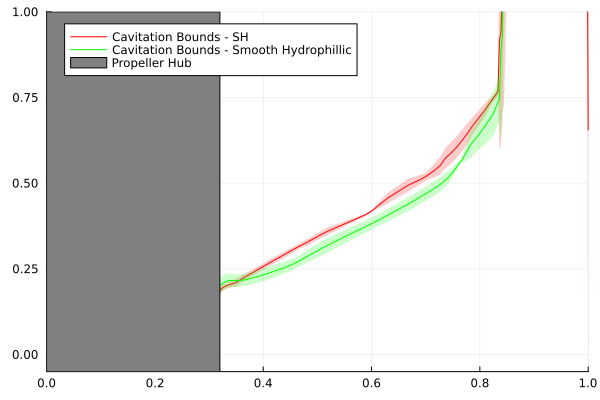 1.00
Cavitation Bounds - SH
Cavitation Bounds - Smooth Hydrophillic
Propeller Hub
0.75
0.50
0.25
0.00
0.0 0.2 0.4 0.6 0.8 1.0